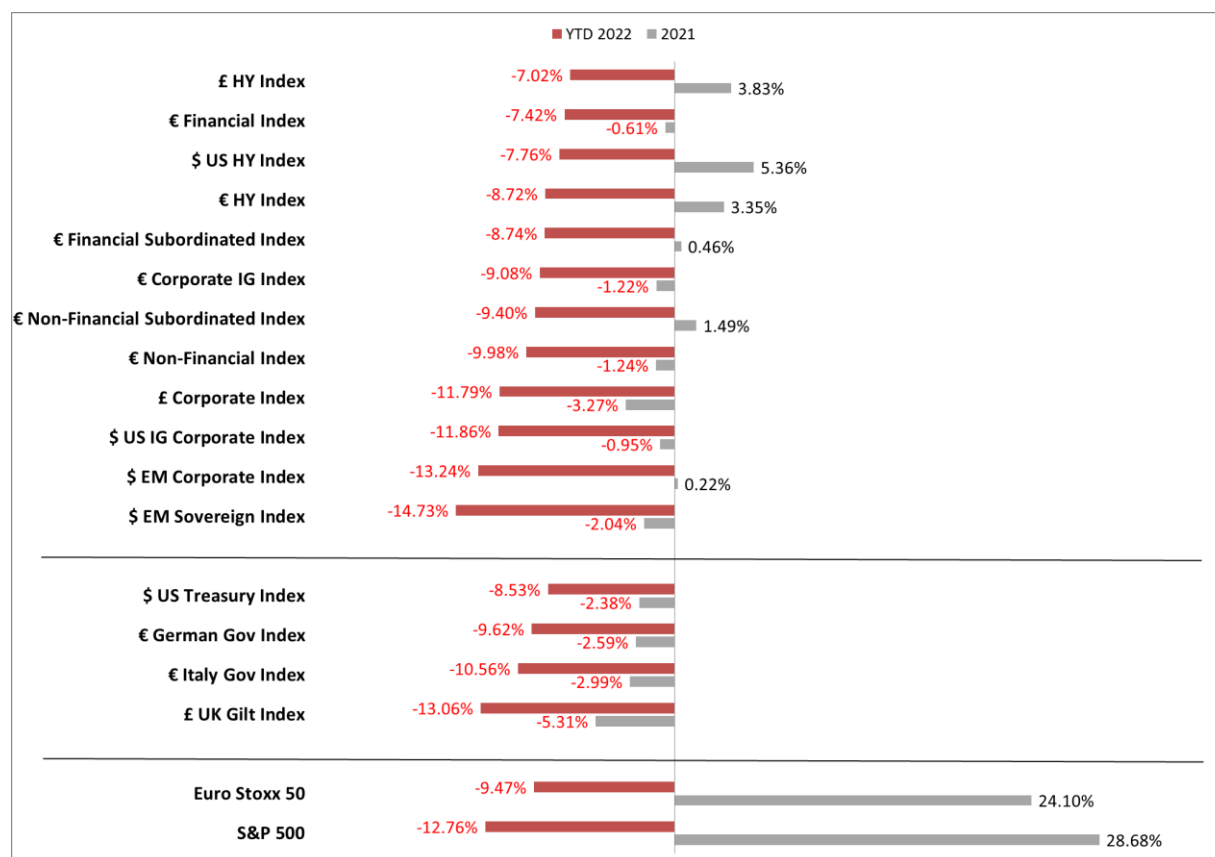 YTD 2022 2021
£ HY Index -7.02% 3.83%
€ Financial Index -7.42% -0.61%
$ US HY Index -7.76% 5.36%
€ HY Index -8.72% 3.35%
€ Financial Subordinated Index -8.74% 0.46%
€ Corporate IG Index -9.08% -1.22%
€ Non-Financial Subordinated Index -9.40% 1.49%
€ Non-Financial Index -9.98% -1.24%
£ Corporate Index -11.79% -3.27%
$ US IG Corporate Index -11.86% -0.95%
$ EM Corporate Index -13.24% 0.22%
$ EM Sovereign Index -14.73% -2.04%
$ US Treasury Index -8.53% -2.38%
€ German Gov Index -9.62% -2.59%
€ Italy Gov Index -10.56% -2.99%
£ UK Gilt Index -13.06% -5.31%
Euro Stoxx 50 -9.47% 24.10%
S&P 500 -12.76% 28.68%